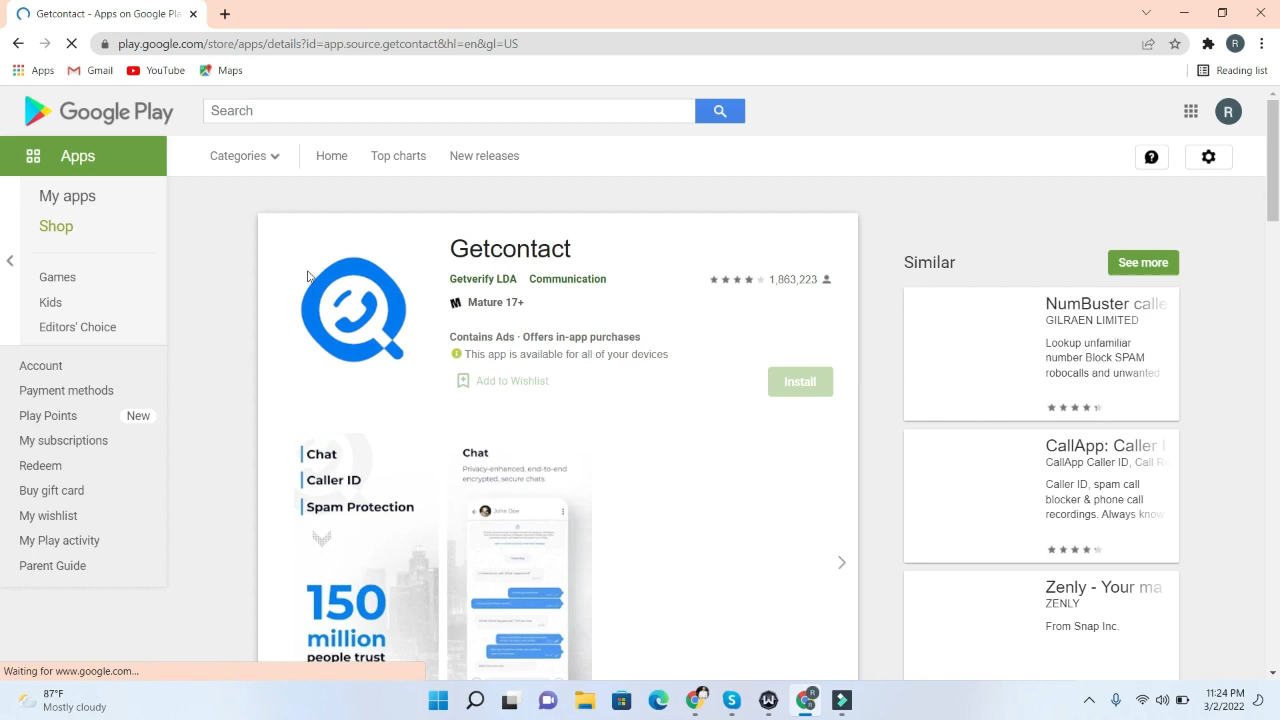 Getcontact - Apps on Google Pla
play.google.com/store/apps/details?id=app.source.getcontact&hl=en&gl=US
R
Apps
Gmail
YouTube
Maps
Reading list
Google Play
Search
R
Apps
Categories
Home
Top charts
New releases
My apps
Shop
Games
Kids
Editors' Choice
Account
Payment methods
Play Points New
My subscriptions
Redeem
Buy gift card
My wishlist
My Play activity
Parent Guide
Getcontact
Getverify LDA Communication
1,863,223
Mature 17+
Contains Ads · Offers in-app purchases
This app is available for all of your devices
Add to Wishlist
Install
Chat
Caller ID
Spam Protection
150
million
people trust
Chat
Privacy-enhanced, end-to-end
encrypted, secure chats.
John Doe
Similar
See more
NumBuster calle
GILRAEN LIMITED
Lookup unfamiliar
number Block SPAM
robocalls and unwanted
CallApp: Caller I
CallApp Caller ID, Call R
Caller ID, spam call
blocker & phone call
recordings. Always know
Zenly - Your ma
ZENLY
From Snap Inc.
Waiting for www.google.com...
87°F
Mostly cloudy
11:24 PM
3/2/2022